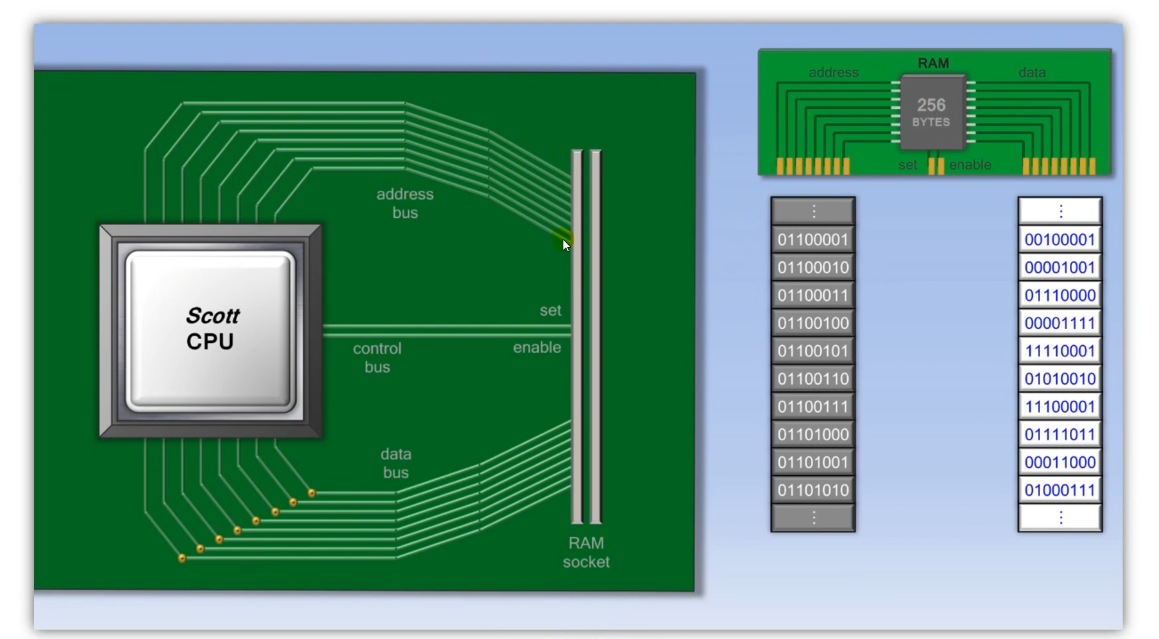 address
bus
Scott
CPU
set
control
bus
enable
data
bus
RAM
socket
RAM
address
data
256
BYTES
set
enable
⋮
⋮
01100001
00100001
01100010
00001001
01100011
01110000
01100100
00001111
01100101
11110001
01100110
01010010
01100111
11100001
01101000
01111011
01101001
00011000
01101010
01000111
⋮
⋮